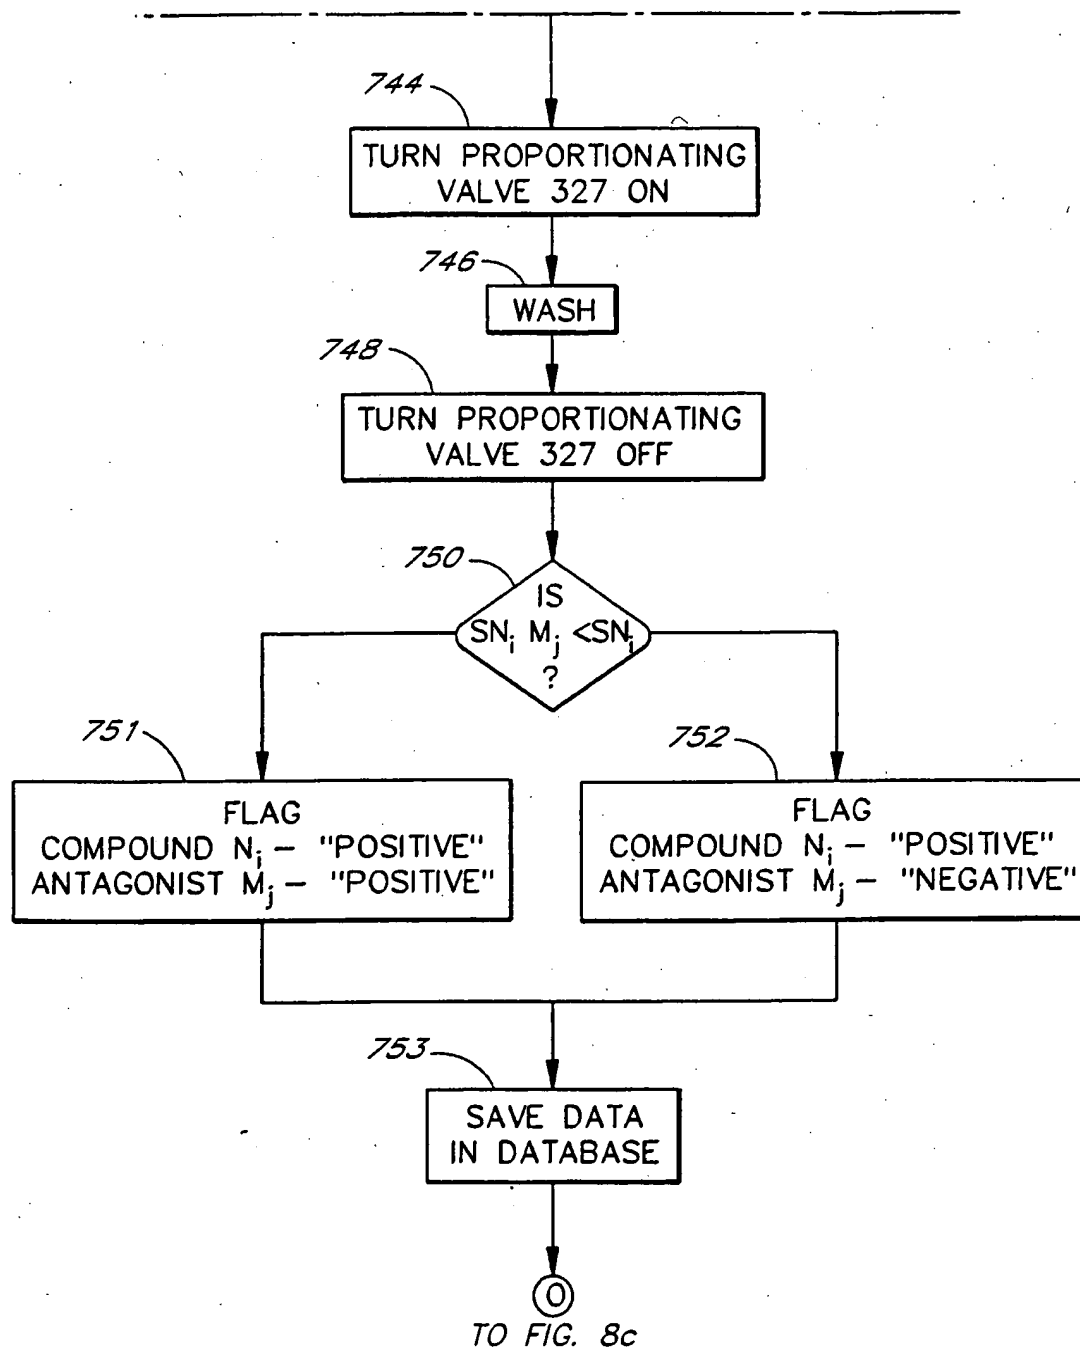 744
TURN PROPORTIONATING
VALVE 327 ON
746
WASH
748
TURN PROPORTIONATING
VALVE 327 OFF
750
IS
SNi Mj <SNi
?
751
FLAG
COMPOUND Ni – "POSITIVE"
ANTAGONIST Mj – "POSITIVE"
752
FLAG
COMPOUND Ni – "POSITIVE"
ANTAGONIST Mj – "NEGATIVE"
753
SAVE DATA
IN DATABASE
O
TO FIG. 8c